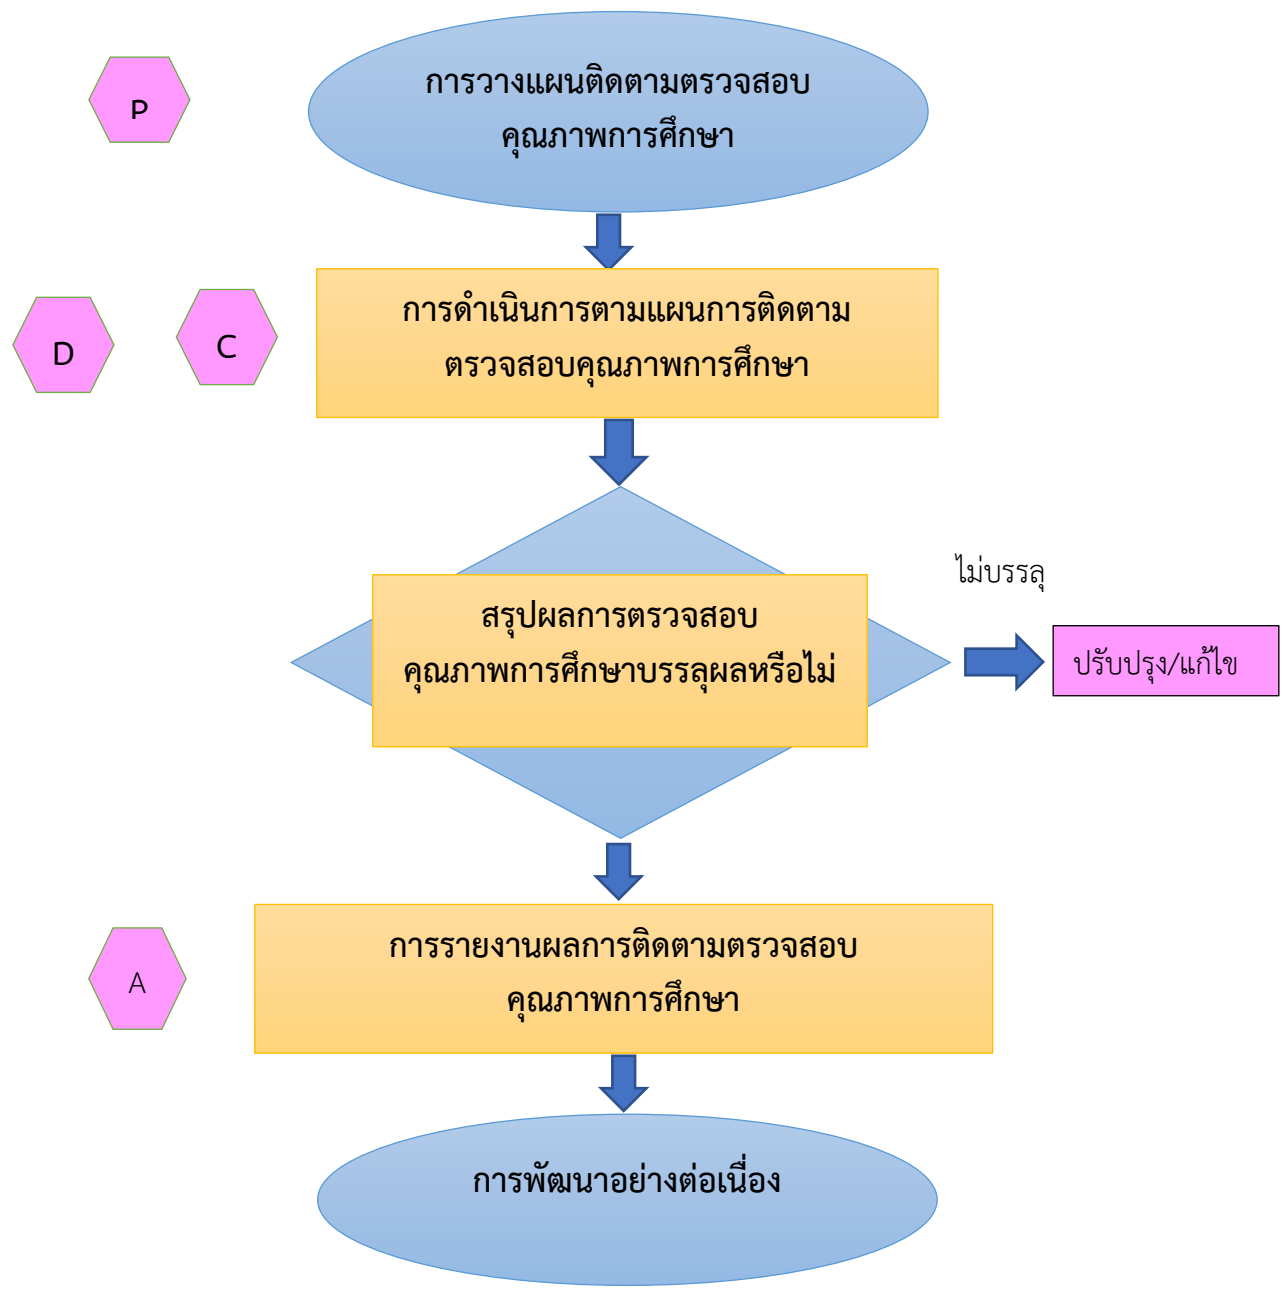 P
การวางแผนติดตามตรวจสอบ
คุณภาพการศึกษา
D
C
การดำเนินการตามแผนการติดตาม
ตรวจสอบคุณภาพการศึกษา
สรุปผลการตรวจสอบ
คุณภาพการศึกษาบรรลุผลหรือไม่
ไม่บรรลุ
ปรับปรุง/แก้ไข
A
การรายงานผลการติดตามตรวจสอบ
คุณภาพการศึกษา
การพัฒนาอย่างต่อเนื่อง